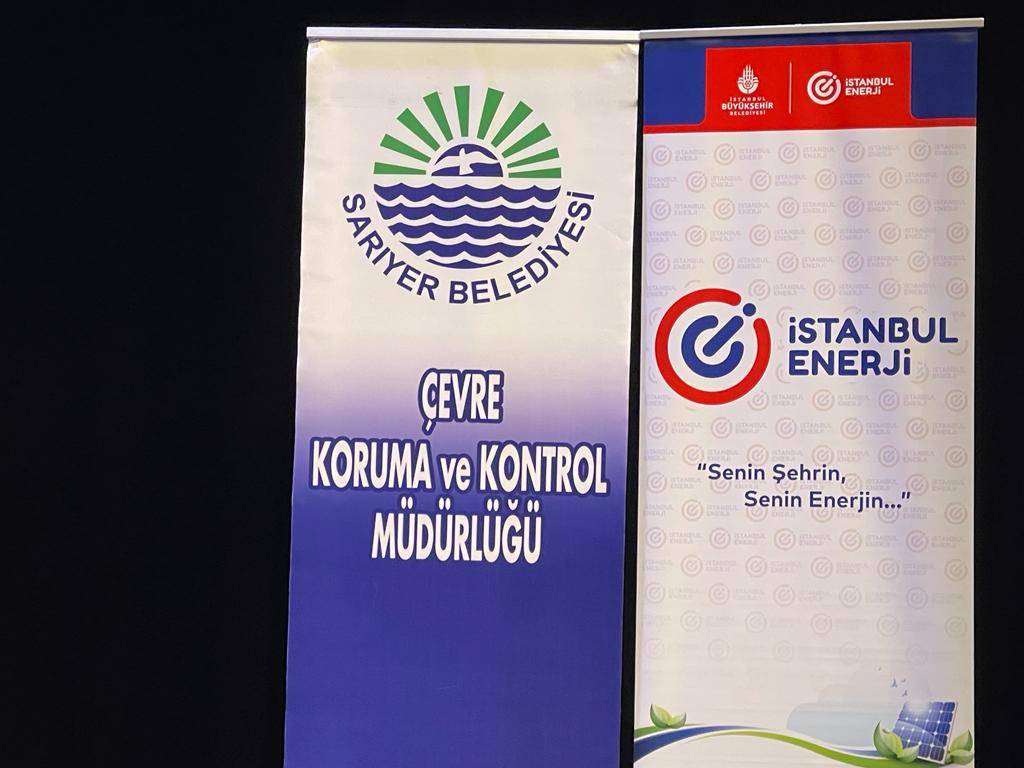 SARIYER BELEDİYESİ
ÇEVRE
KORUMA ve KONTROL
MÜDÜRLÜĞÜ
İSTANBUL
BÜYÜKŞEHİR
BELEDİYESİ
İSTANBUL
ENERJİ
İSTANBUL
ENERJİ
“Senin Şehrin,
Senin Enerjin...”